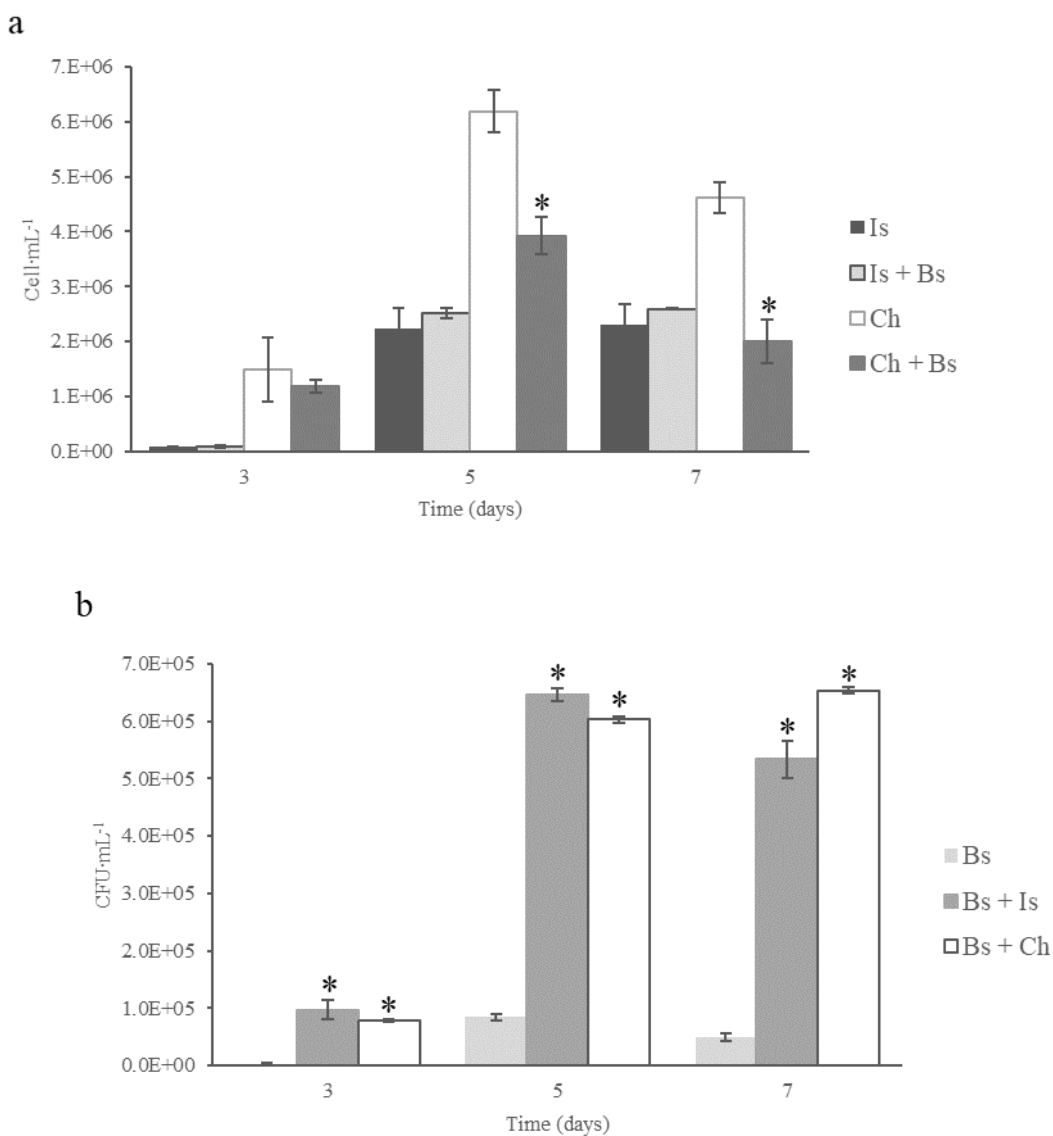 a
7.E+06
6.E+06
5.E+06
4.E+06
3.E+06
2.E+06
1.E+06
0.E+00
Cell·mL⁻¹
*
*
3
5
7
Time (days)
Is
Is + Bs
Ch
Ch + Bs
b
7.0E+05
6.0E+05
5.0E+05
4.0E+05
3.0E+05
2.0E+05
1.0E+05
0.0E+00
CFU·mL⁻¹
* *
* *
* *
3
5
7
Time (days)
Bs
Bs + Is
Bs + Ch